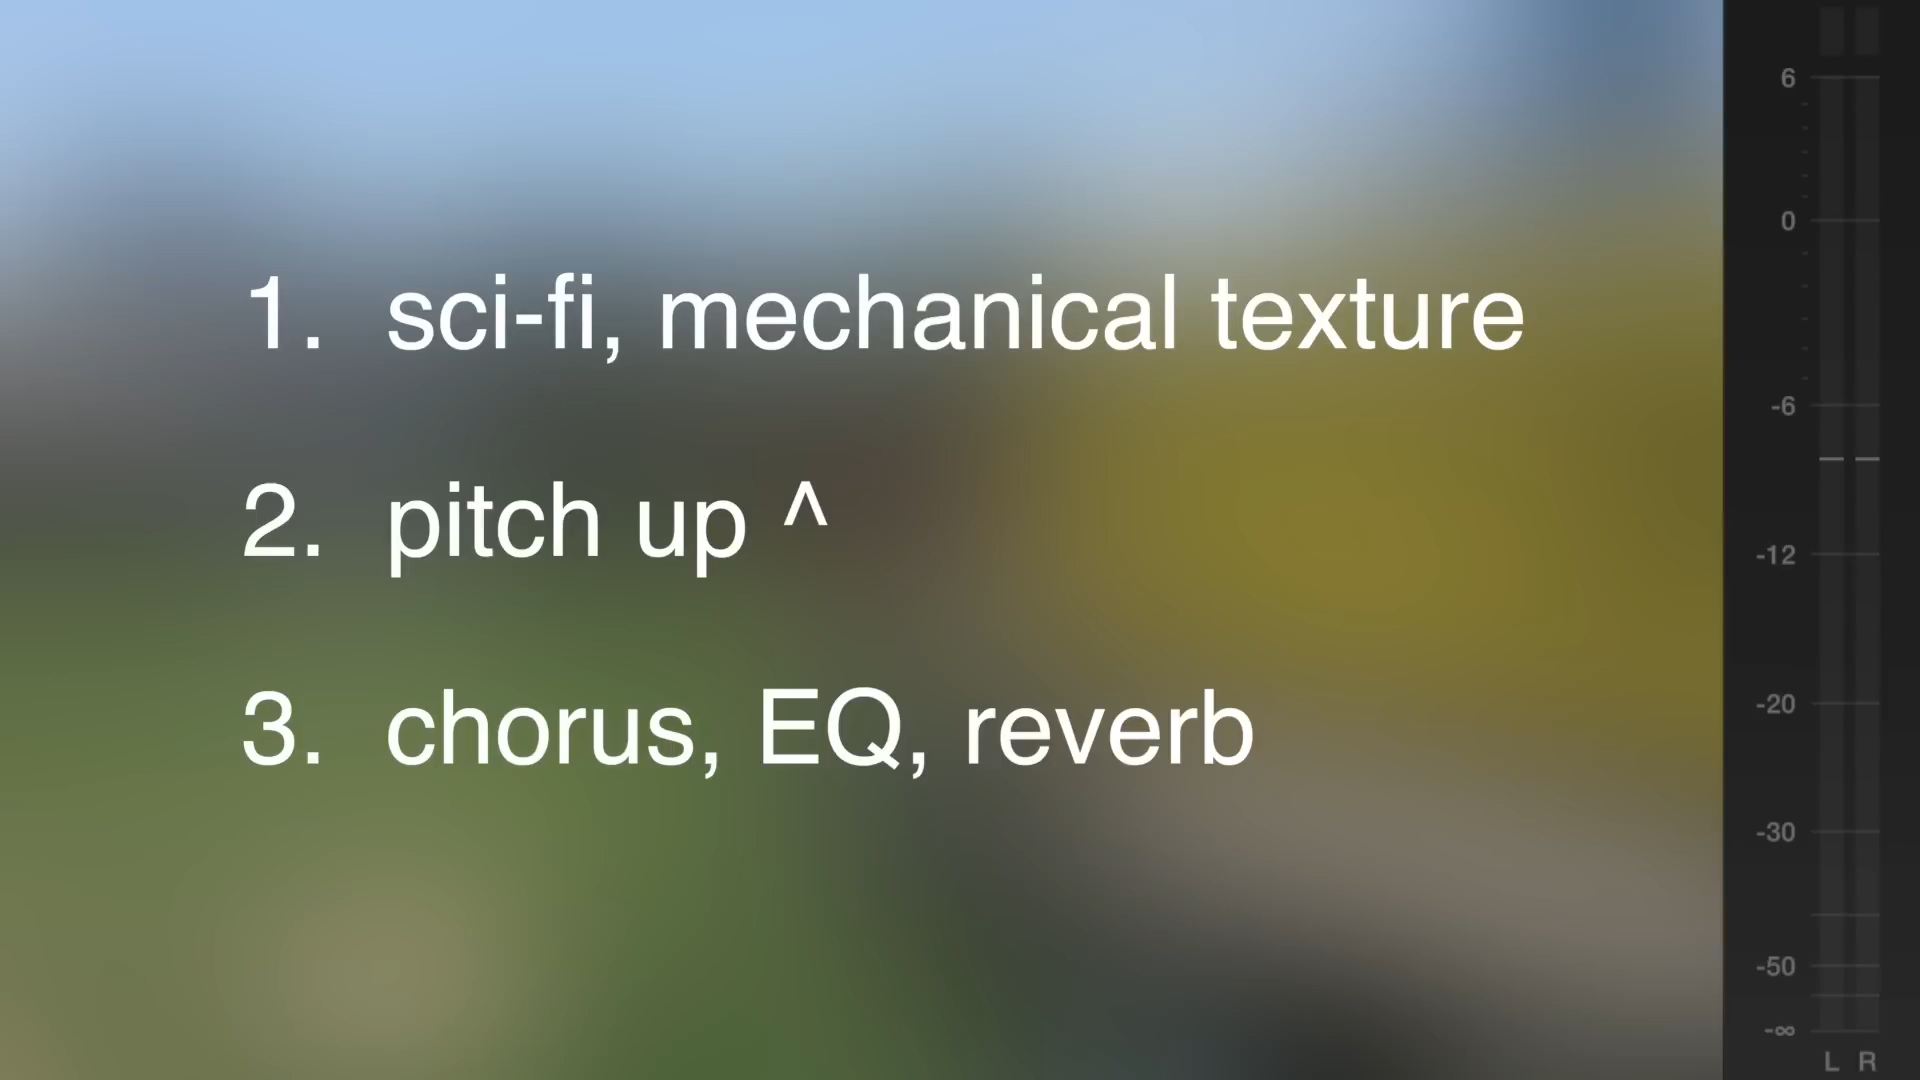 1. sci-fi, mechanical texture
2. pitch up ^
3. chorus, EQ, reverb
6
0
-6
-12
-20
-30
-50
-∞
L R